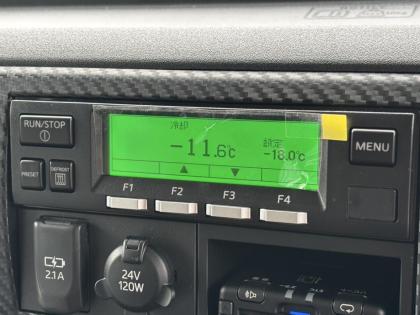 RUN/STOP
冷却
-11.6℃
設定
-18.0℃
MENU
PRESET
DEFROST
▲ ▼
F1 F2 F3 F4
2.1A
24V
120W